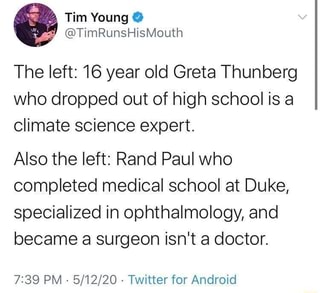 Tim Young
@TimRunsHisMouth
The left: 16 year old Greta Thunberg
who dropped out of high school is a
climate science expert.
Also the left: Rand Paul who
completed medical school at Duke,
specialized in ophthalmology, and
became a surgeon isn't a doctor.
7:39 PM · 5/12/20 · Twitter for Android